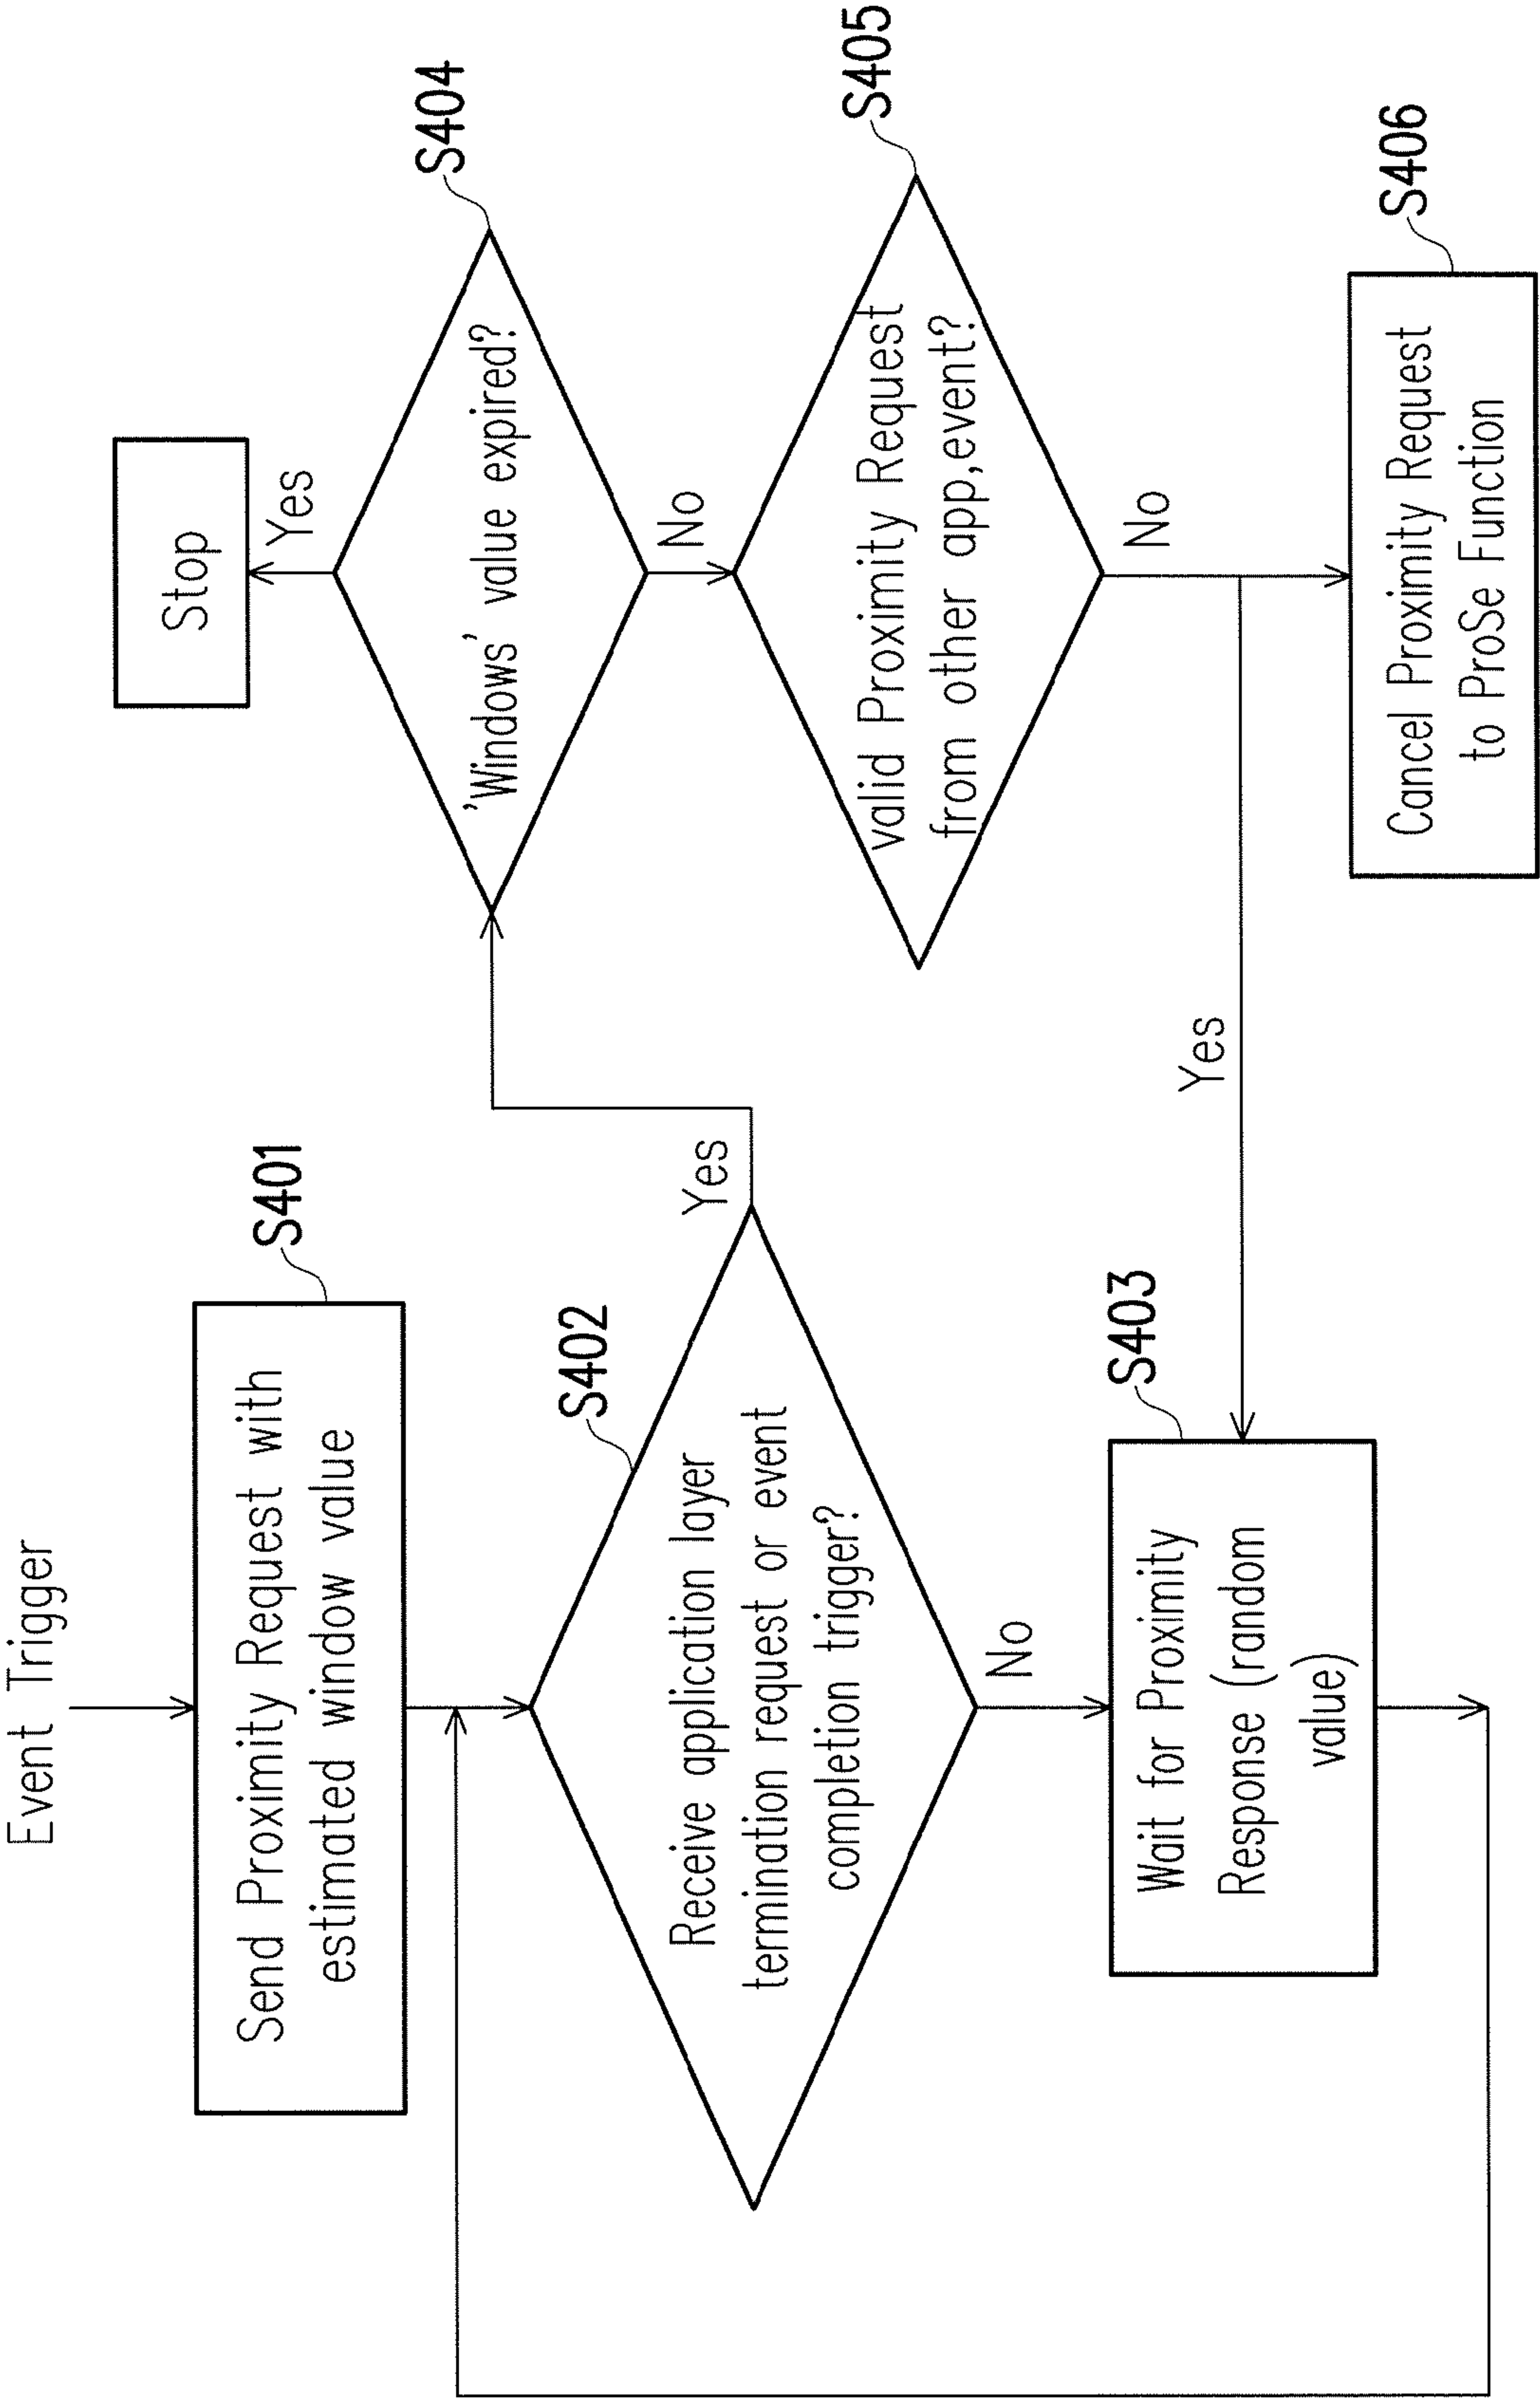 Event Trigger
Send Proximity Request with
estimated window value
S401
Receive application layer
termination request or event
completion trigger?
S402
Yes
No
Wait for Proximity
Response (random
value)
S403
Stop
Yes
'Windows' value expired?
S404
No
valid Proximity Request
from other app,event?
S405
No
Yes
Cancel Proximity Request
to ProSe Function
S406